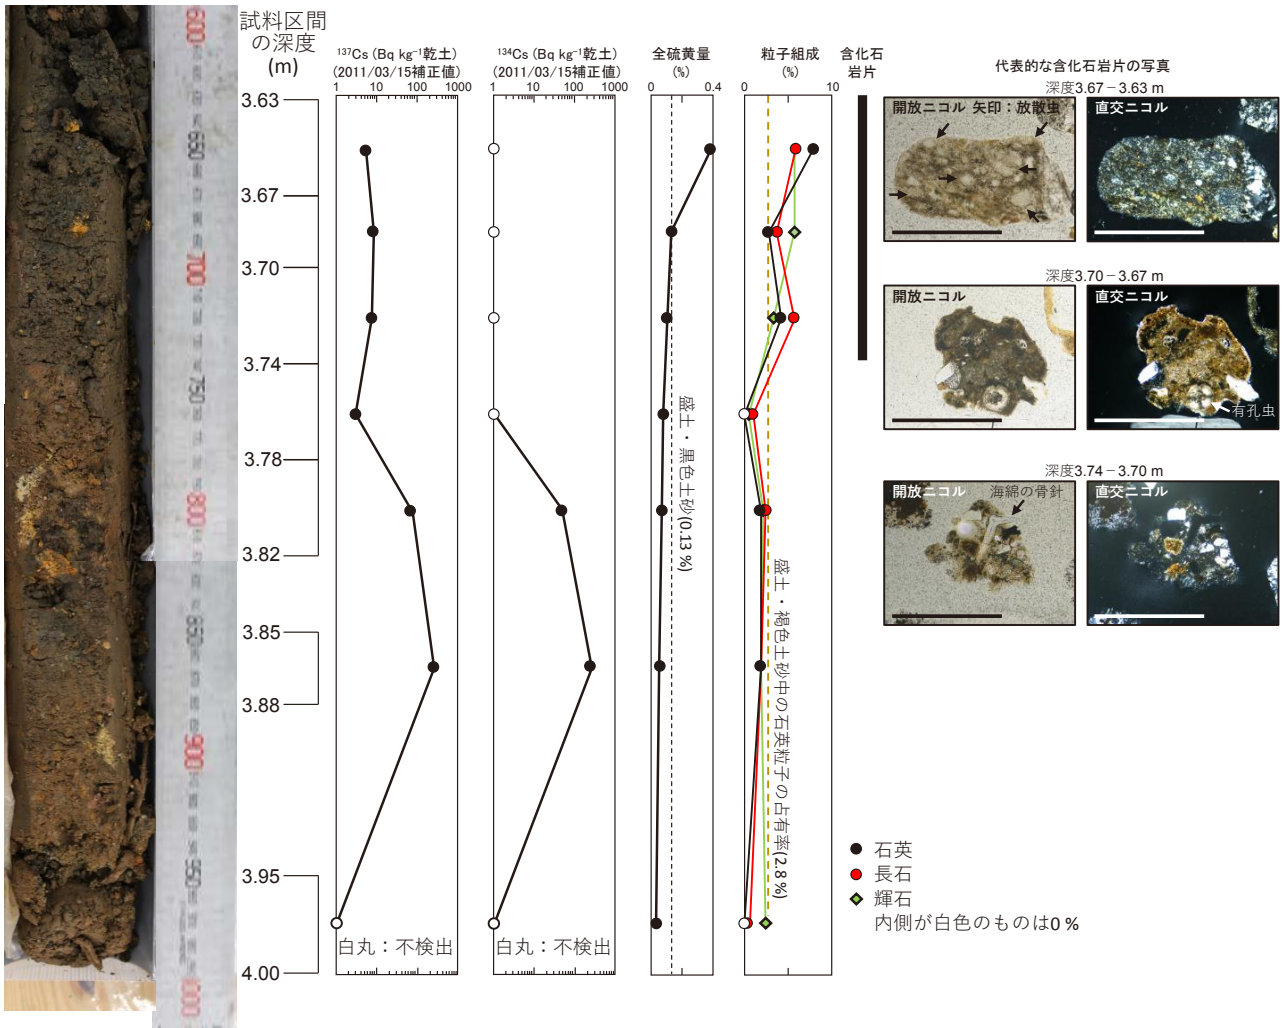 試料区間
の深度
(m)
3.63
3.67
3.70
3.74
3.78
3.82
3.85
3.88
3.95
4.00
600
650
700
750
800
850
900
950
1000
¹³⁷Cs (Bq kg⁻¹乾土)
(2011/03/15補正値)
1 10 100 1000
白丸：不検出
¹³⁴Cs (Bq kg⁻¹乾土)
(2011/03/15補正値)
1 10 100 1000
白丸：不検出
全硫黄量
(%)
0 0.4
盛土・黒色土砂(0.13 %)
粒子組成
(%)
0 10
盛土・褐色土砂中の石英粒子の占有率(2.8 %)
含化石
岩片
代表的な含化石岩片の写真
深度3.67－3.63 m
開放ニコル 矢印：放散虫
直交ニコル
深度3.70－3.67 m
開放ニコル
直交ニコル
有孔虫
深度3.74－3.70 m
開放ニコル
海綿の骨針
直交ニコル
石英
長石
輝石
内側が白色のものは0 %